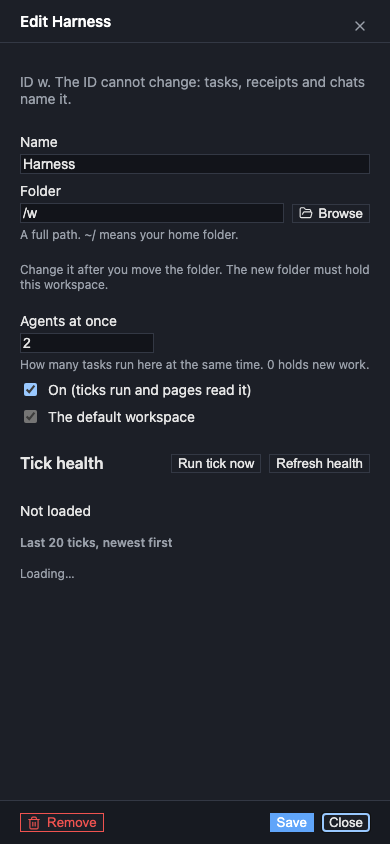 Edit Harness
ID w. The ID cannot change: tasks, receipts and chats
name it.
Name
Harness
Folder
/w
Browse
A full path. ~/ means your home folder.
Change it after you move the folder. The new folder must hold
this workspace.
Agents at once
2
How many tasks run here at the same time. 0 holds new work.
On (ticks run and pages read it)
The default workspace
Tick health
Run tick now
Refresh health
Not loaded
Last 20 ticks, newest first
Loading...
Remove
Save
Close